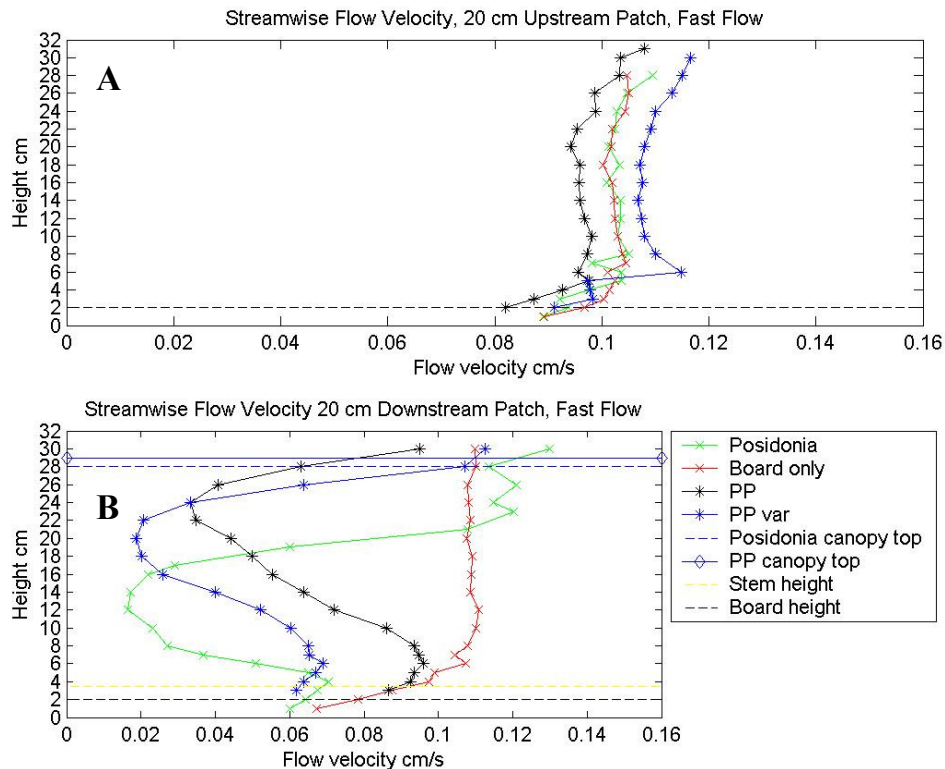 Streamwise Flow Velocity, 20 cm Upstream Patch, Fast Flow
A
Height cm
32
30
28
26
24
22
20
18
16
14
12
10
8
6
4
2
0
0 0.02 0.04 0.06 0.08 0.1 0.12 0.14 0.16
Flow velocity cm/s
Streamwise Flow Velocity 20 cm Downstream Patch, Fast Flow
B
Height cm
32
30
28
26
24
22
20
18
16
14
12
10
8
6
4
2
0
0 0.02 0.04 0.06 0.08 0.1 0.12 0.14 0.16
Flow velocity cm/s
Posidonia
Board only
PP
PP var
Posidonia canopy top
PP canopy top
Stem height
Board height